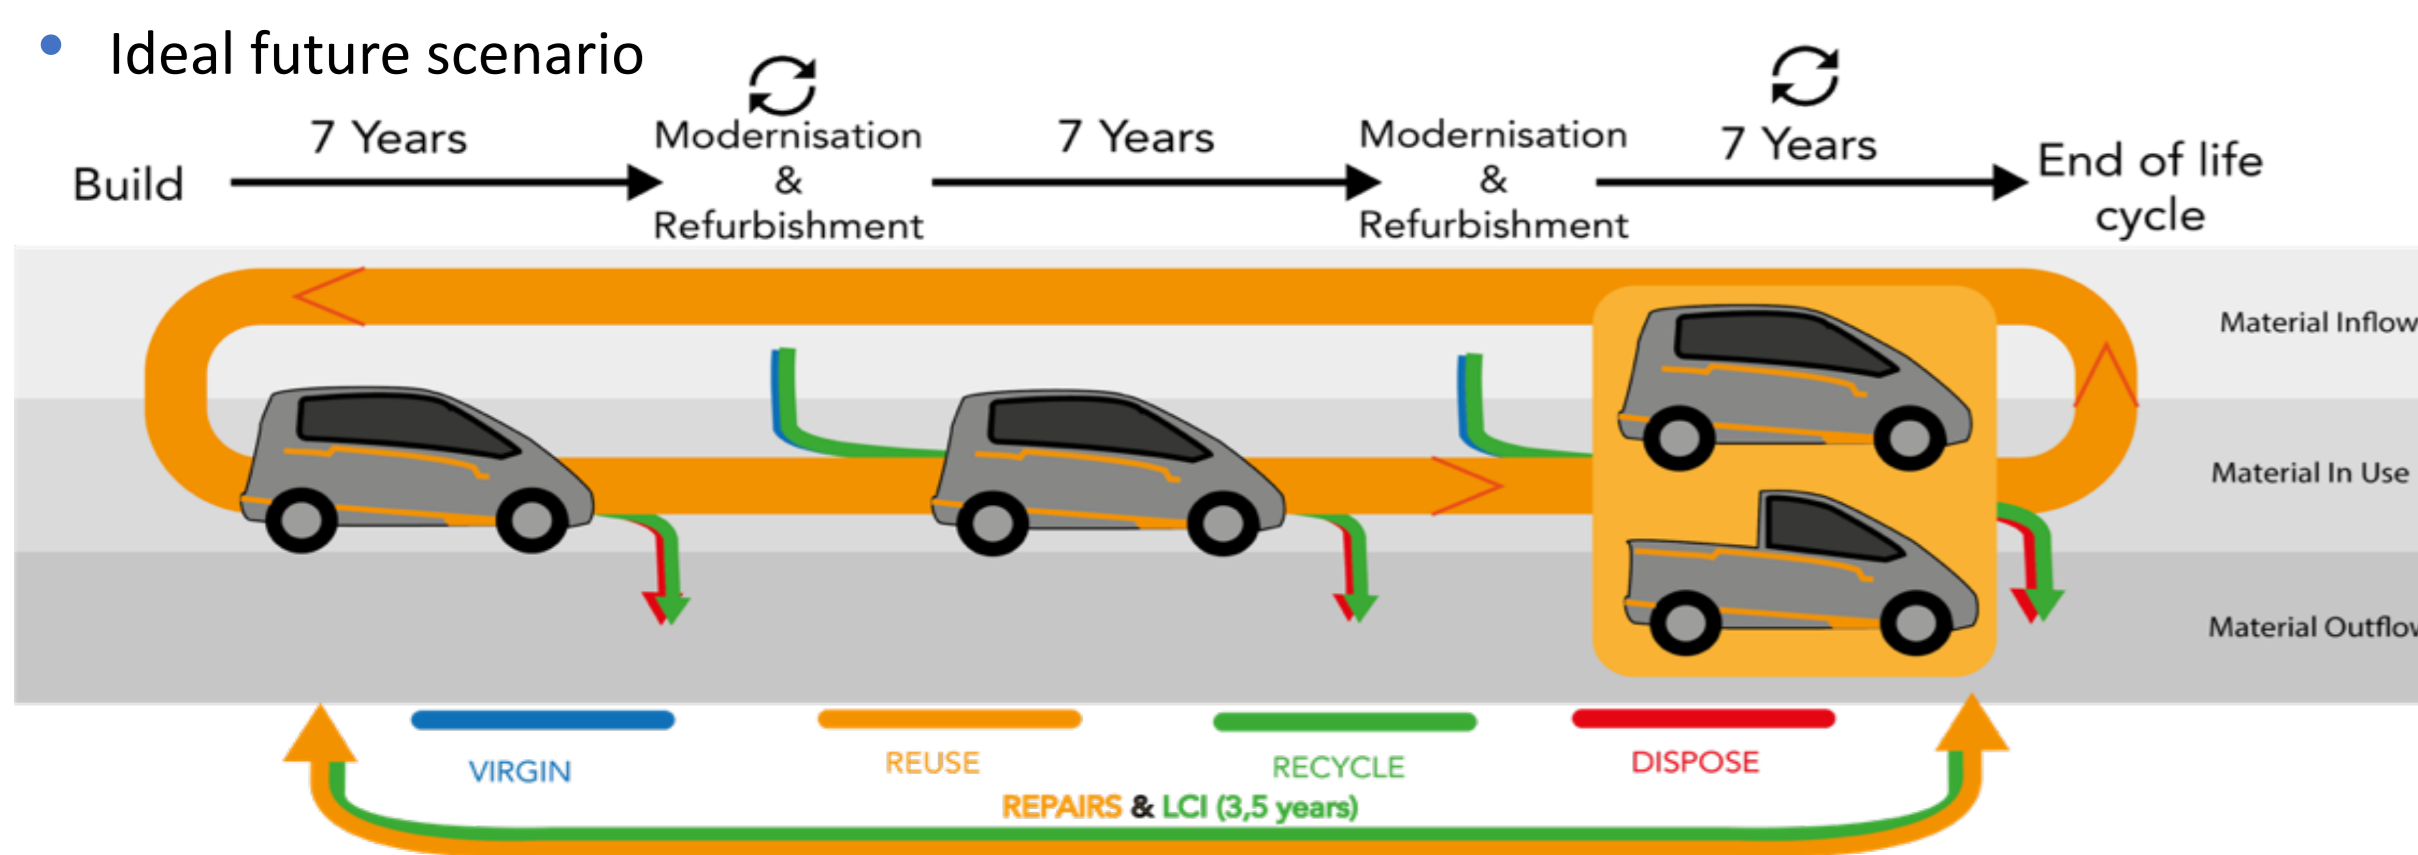 • Ideal future scenario
Build
7 Years
Modernisation
&
Refurbishment
7 Years
Modernisation
&
Refurbishment
7 Years
End of life
cycle
Material Inflow
Material In Use
Material Outflow
VIRGIN
REUSE
RECYCLE
DISPOSE
REPAIRS & LCI (3,5 years)